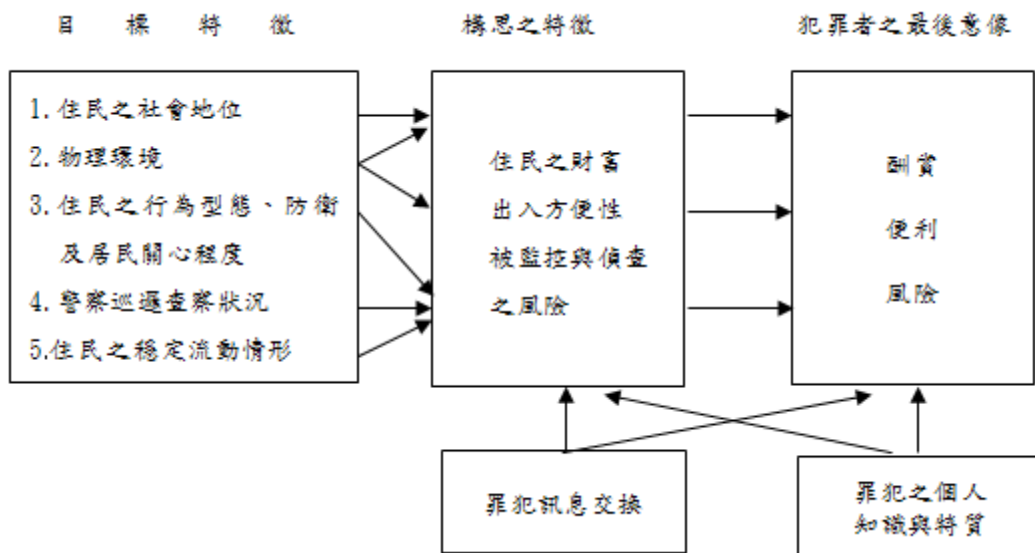 目標特徵
構思之特徵
犯罪者之最後意像
1.住民之社會地位
2.物理環境
3.住民之行為型態、防衛
及居民關心程度
4.警察巡邏查察狀況
5.住民之穩定流動情形
住民之財富
出入方便性
被監控與偵查
之風險
酬賞
便利
風險
罪犯訊息交換
罪犯之個人
知識與特質